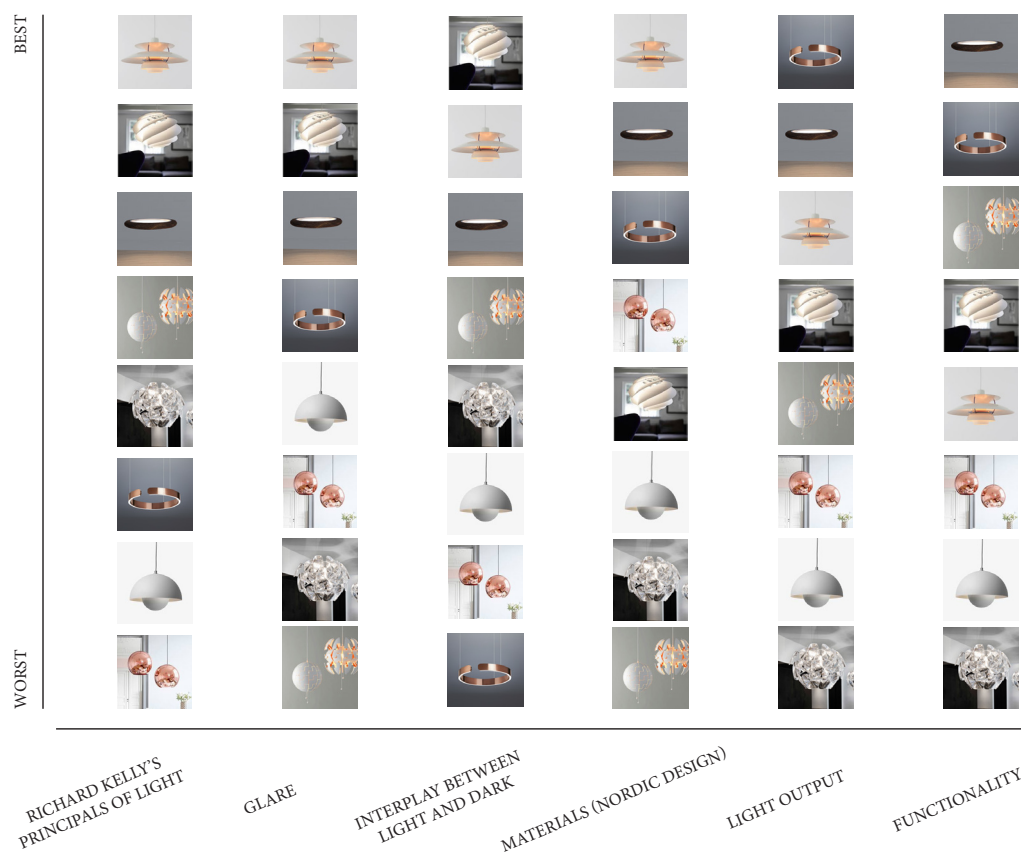 BEST
WORST
RICHARD KELLY'S
PRINCIPALS OF LIGHT
GLARE
INTERPLAY BETWEEN
LIGHT AND DARK
MATERIALS (NORDIC DESIGN)
LIGHT OUTPUT
FUNCTIONALITY